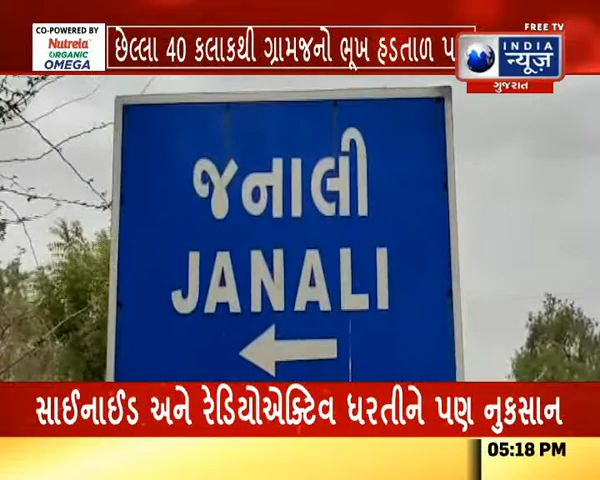 CO-POWERED BY
Nutrela
ORGANIC
OMEGA
છેલ્લા 40 કલાકથી ગ્રામજનો ભૂખ હડતાળ પ
FREE TV
INDIA
ન્યૂઝ
ગુજરાત
જનાલી
JANALI
સાઈનાઈડ અને રેડિયોએક્ટિવ ધરતીને પણ નુકસાન
05:18 PM